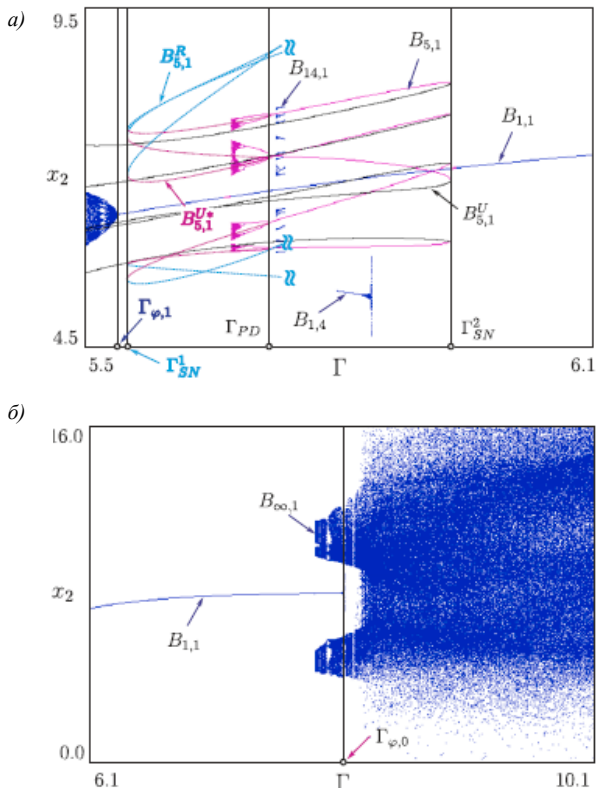 а)
9.5
B^R_{5,1}
B_{14,1}
B_{5,1}
B_{1,1}
x_2
B^{U*}_{5,1}
B^U_{5,1}
Γ_{φ,1}
Γ_{PD}
B_{1,4}
Γ^2_{SN}
4.5
5.5
Γ^1_{SN}
Γ
6.1
б)
16.0
B_{∞,1}
x_2
B_{1,1}
Γ_{φ,0}
0.0
6.1
Γ
10.1